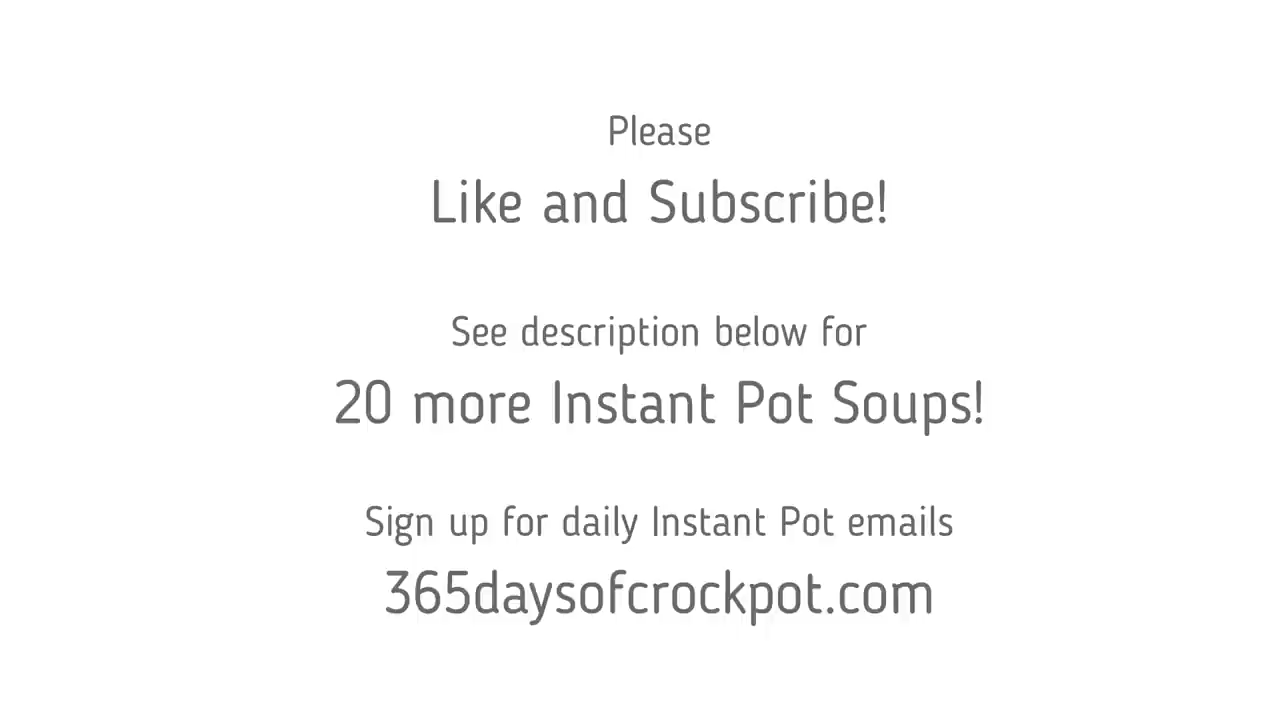 Please
Like and Subscribe!
See description below for
20 more Instant Pot Soups!
Sign up for daily Instant Pot emails
365daysofcrockpot.com